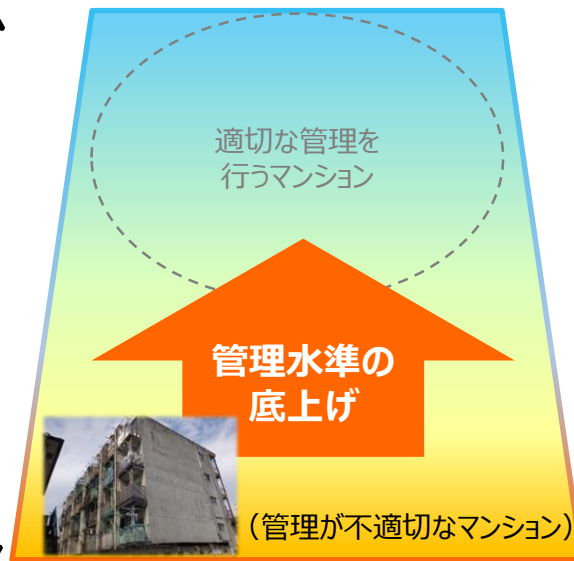 適切な管理を
行うマンション
管理水準の
底上げ
（管理が不適切なマンション）